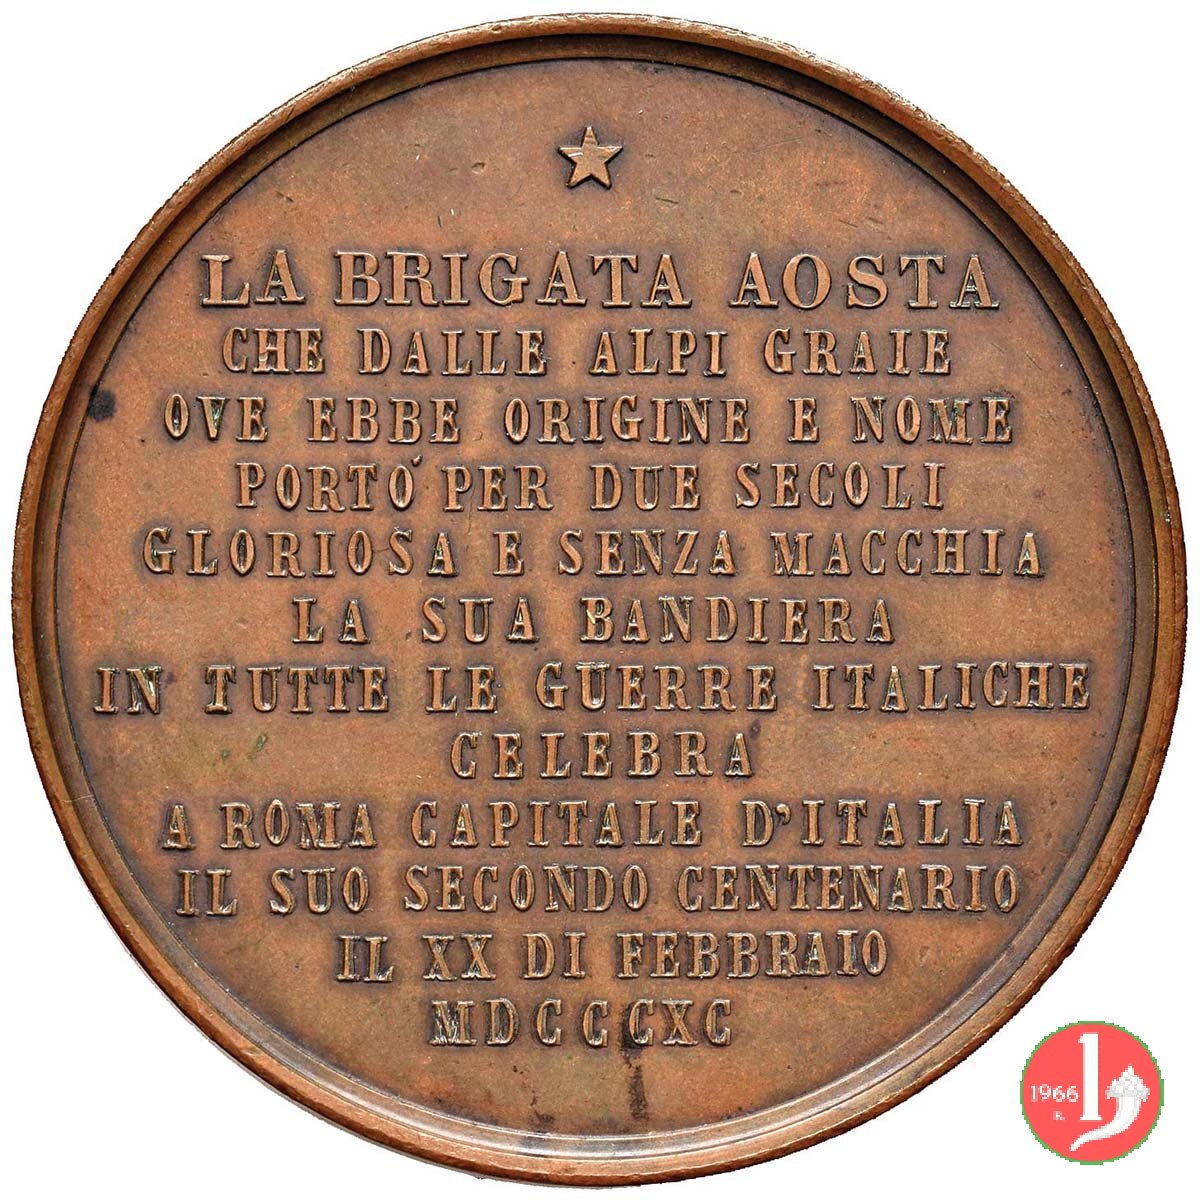 LA BRIGATA AOSTA
CHE DALLE ALPI GRAIE
OVE EBBE ORIGINE E NOME
PORTÓ PER DUE SECOLI
GLORIOSA E SENZA MACCHIA
LA SUA BANDIERA
IN TUTTE LE GUERRE ITALICHE
CELEBRA
A ROMA CAPITALE D'ITALIA
IL SUO SECONDO CENTENARIO
IL XX DI FEBBRAIO
MDCCCXC
1966